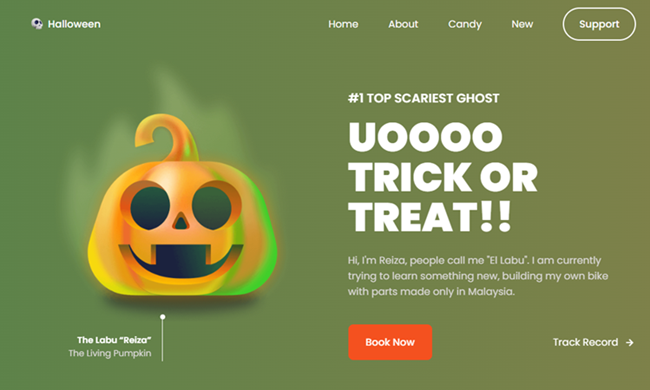 Halloween
Home About Candy New Support
#1 TOP SCARIEST GHOST
UOOOO
TRICK OR
TREAT!!
Hi, I'm Reiza, people call me "El Labu". I am currently
trying to learn something new, building my own bike
with parts made only in Malaysia.
Book Now Track Record
The Labu “Reiza”
The Living Pumpkin